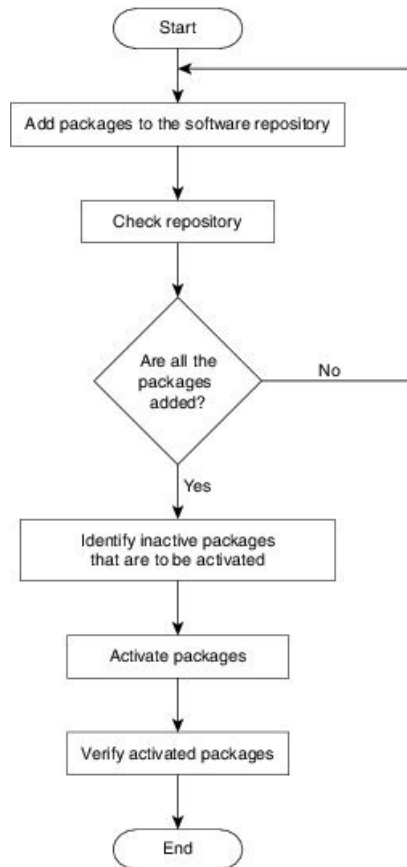 Start
Add packages to the software repository
Check repository
Are all the
packages
added?
No
Yes
Identify inactive packages
that are to be activated
Activate packages
Verify activated packages
End